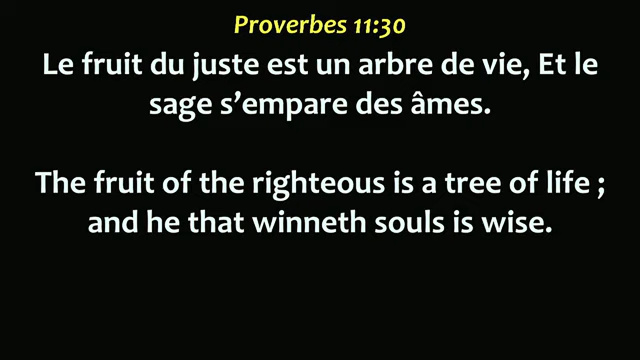 Proverbes 11:30
Le fruit du juste est un arbre de vie, Et le
sage s’empare des âmes.
The fruit of the righteous is a tree of life ;
and he that winneth souls is wise.